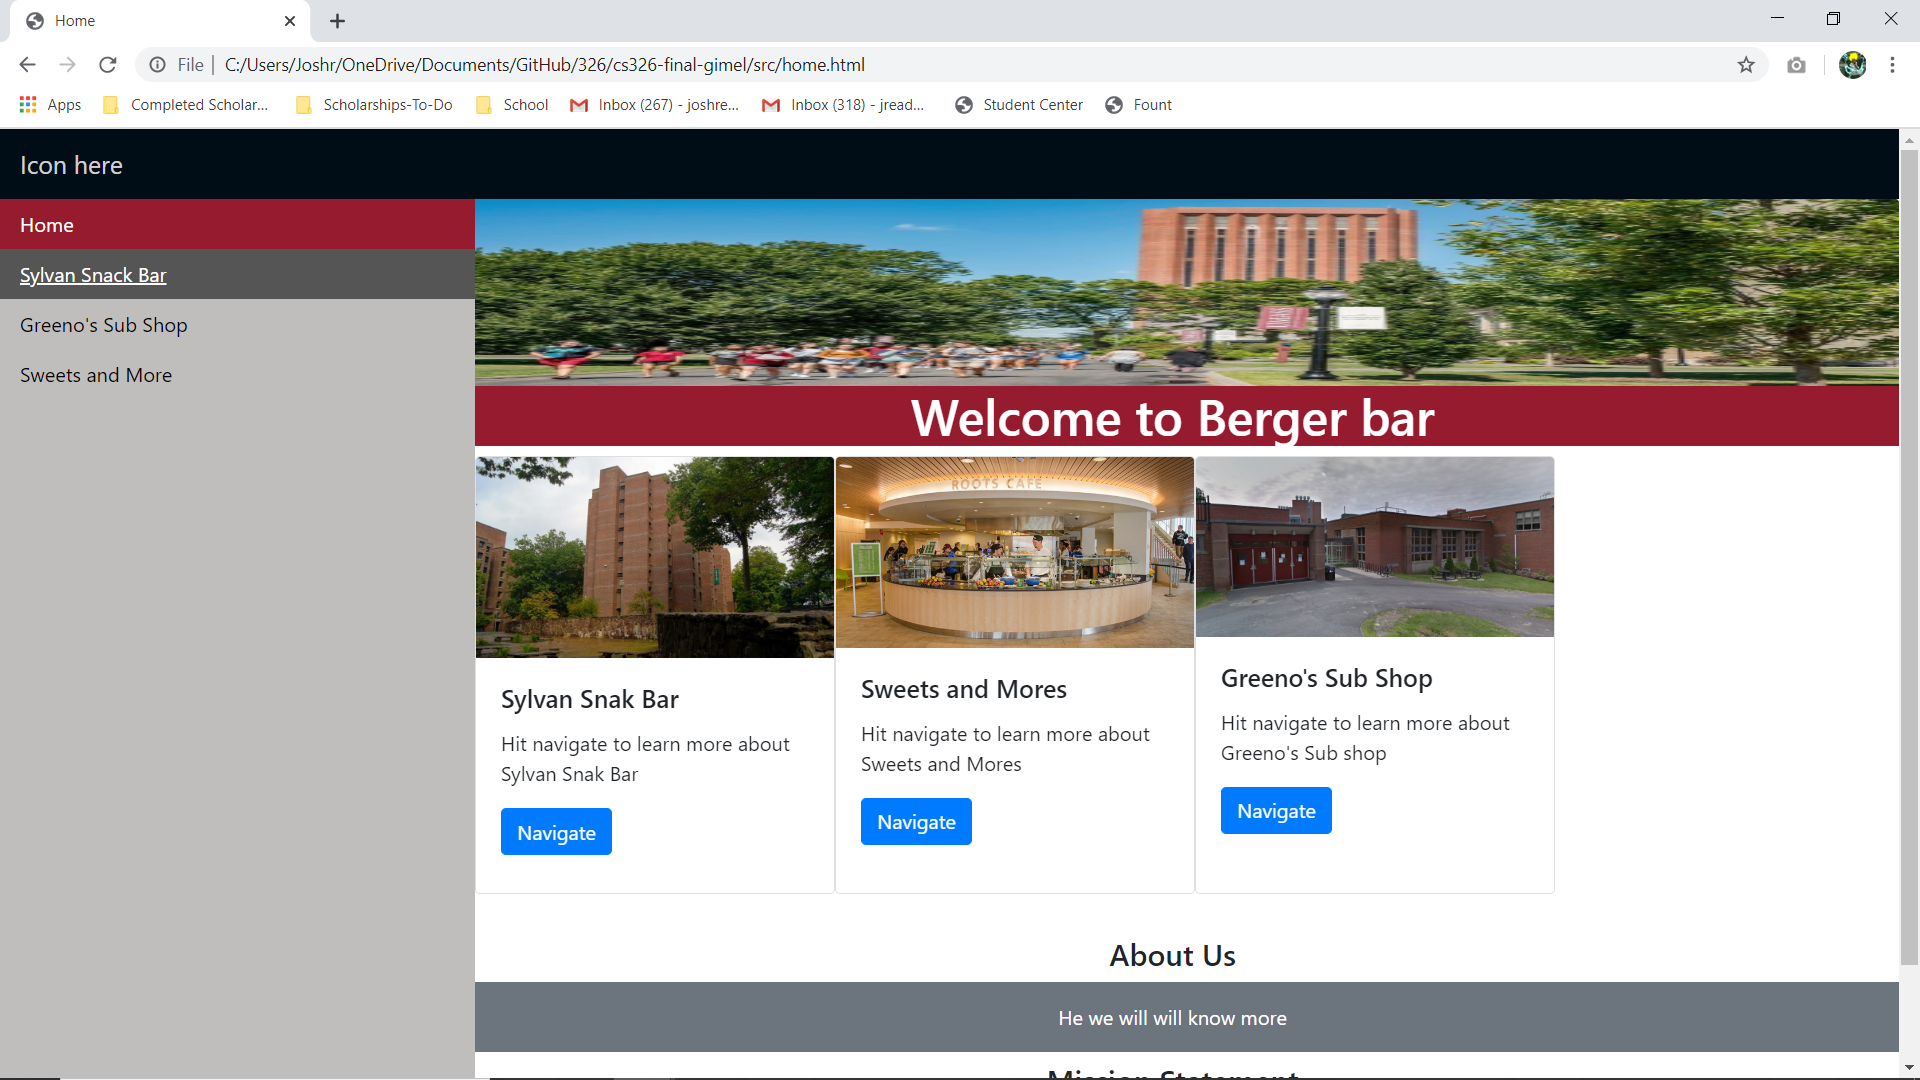 Home
File
C:/Users/Joshr/OneDrive/Documents/GitHub/326/cs326-final-gimel/src/home.html
Apps
Completed Scholar...
Scholarships-To-Do
School
Inbox (267) - joshre...
Inbox (318) - jread...
Student Center
Fount
Icon here
Home
Sylvan Snack Bar
Greeno's Sub Shop
Sweets and More
Welcome to Berger bar
ROOTS CAFE
Sylvan Snak Bar
Hit navigate to learn more about
Sylvan Snak Bar
Navigate
Sweets and Mores
Hit navigate to learn more about
Sweets and Mores
Navigate
Greeno's Sub Shop
Hit navigate to learn more about
Greeno's Sub shop
Navigate
About Us
He we will will know more
Mission Statement